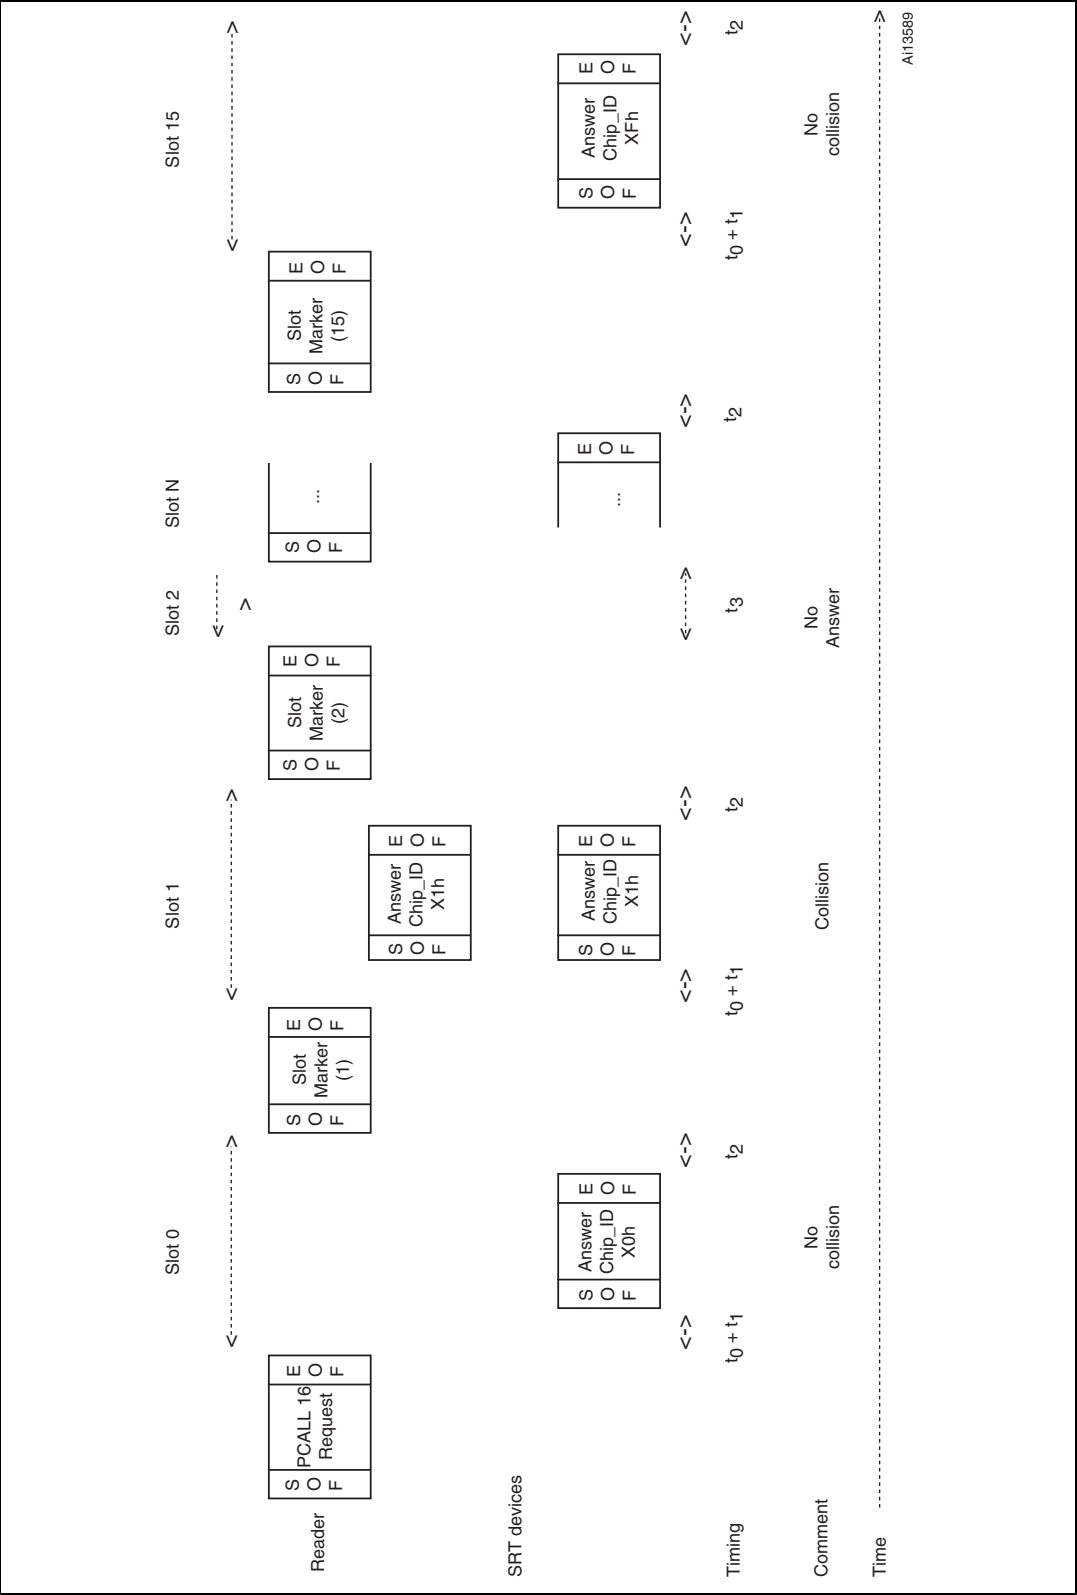 Slot 0
Slot 1
Slot 2
Slot N
Slot 15
Reader
S
O
F
PCALL 16
Request
E
O
F
S
O
F
Slot
Marker
(1)
E
O
F
S
O
F
Slot
Marker
(2)
E
O
F
S
O
F
...
S
O
F
Slot
Marker
(15)
E
O
F
SRT devices
S
O
F
Answer
Chip_ID
X0h
E
O
F
S
O
F
Answer
Chip_ID
X1h
E
O
F
S
O
F
Answer
Chip_ID
X1h
E
O
F
...
E
O
F
S
O
F
Answer
Chip_ID
XFh
E
O
F
Timing
t0 + t1
t2
t0 + t1
t2
t3
t2
t0 + t1
t2
Comment
No
collision
Collision
No
Answer
No
collision
Time
Ai13589